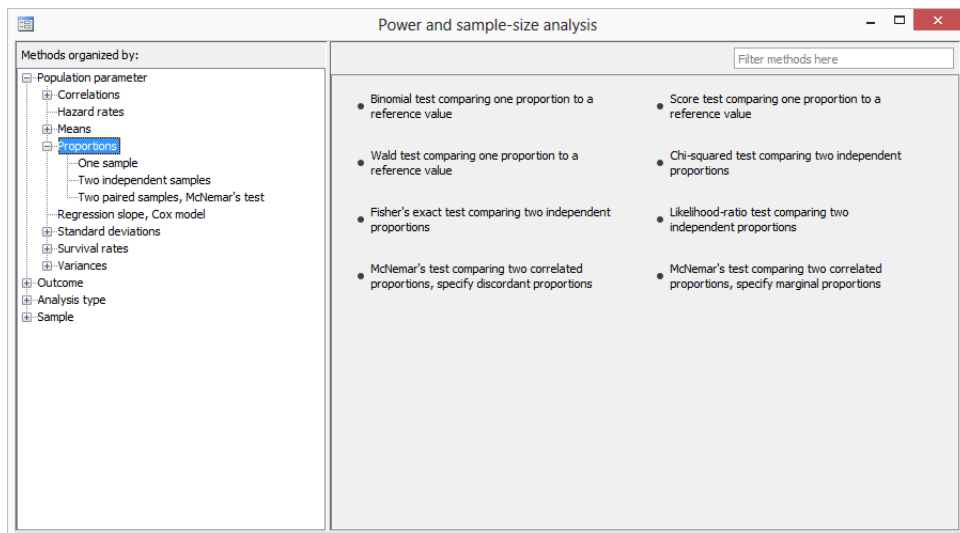 Power and sample-size analysis
Methods organized by:
Filter methods here
Population parameter
Correlations
Hazard rates
Means
Proportions
One sample
Two independent samples
Two paired samples, McNemar's test
Regression slope, Cox model
Standard deviations
Survival rates
Variances
Outcome
Analysis type
Sample
Binomial test comparing one proportion to a
reference value
Score test comparing one proportion to a
reference value
Wald test comparing one proportion to a
reference value
Chi-squared test comparing two independent
proportions
Fisher's exact test comparing two independent
proportions
Likelihood-ratio test comparing two
independent proportions
McNemar's test comparing two correlated
proportions, specify discordant proportions
McNemar's test comparing two correlated
proportions, specify marginal proportions